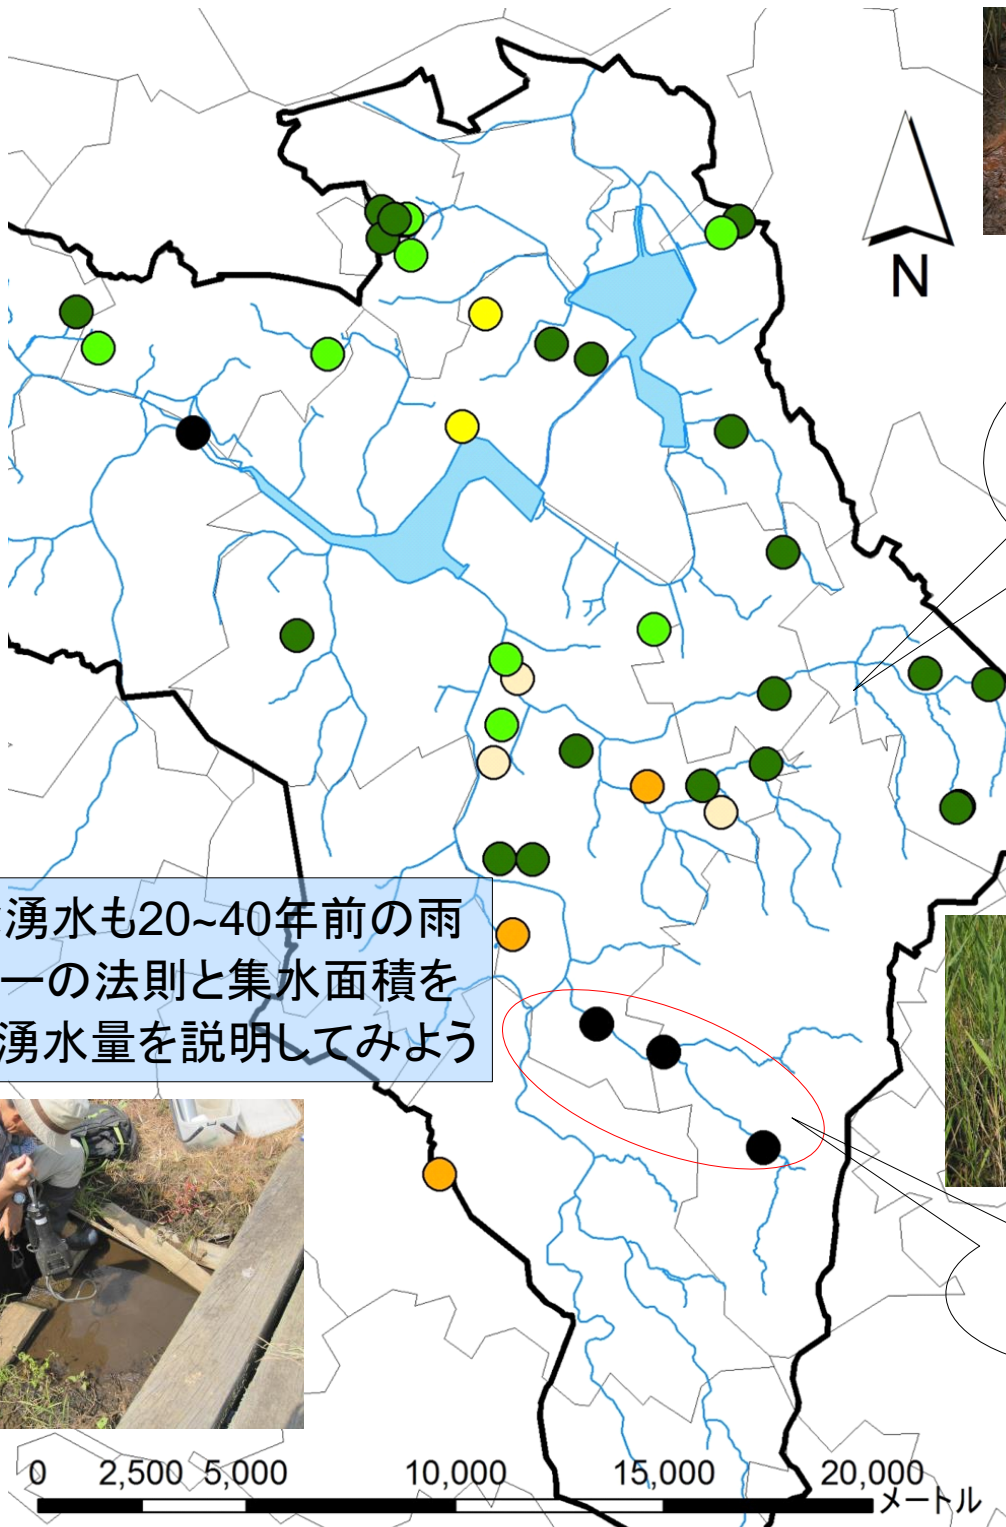 N
湧水も20~40年前の雨
ーの法則と集水面積を
湧水量を説明してみよう
0 2,500 5,000 10,000 15,000 20,000
メートル